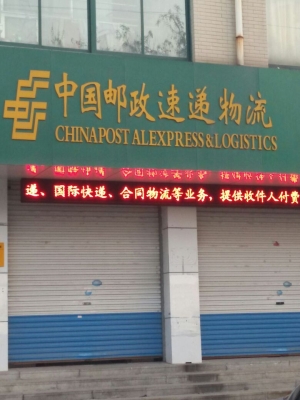 中国邮政速递物流
CHINAPOST ALEXPRESS&LOGISTICS
递、国际快递、合同物流等业务，提供收件人付费